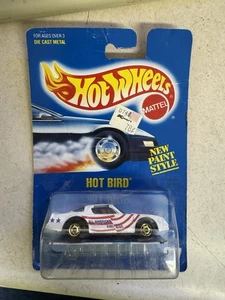 FOR AGES OVER 3
DIE CAST METAL
Hot Wheels
MATTEL
NEW
PAINT
STYLE
HOT BIRD